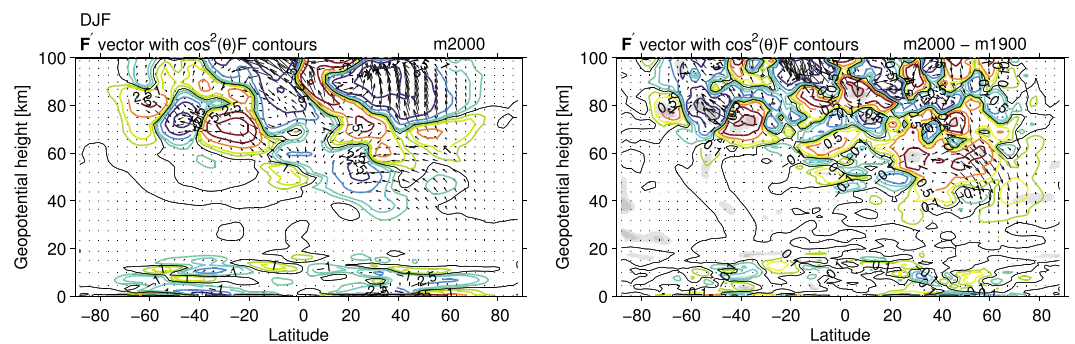 DJF
F′ vector with cos²(θ)F contours m2000
F′ vector with cos²(θ)F contours m2000 − m1900
Geopotential height [km]
100
80
60
40
20
0
−80 −60 −40 −20 0 20 40 60 80
Latitude
Geopotential height [km]
100
80
60
40
20
0
−80 −60 −40 −20 0 20 40 60 80
Latitude